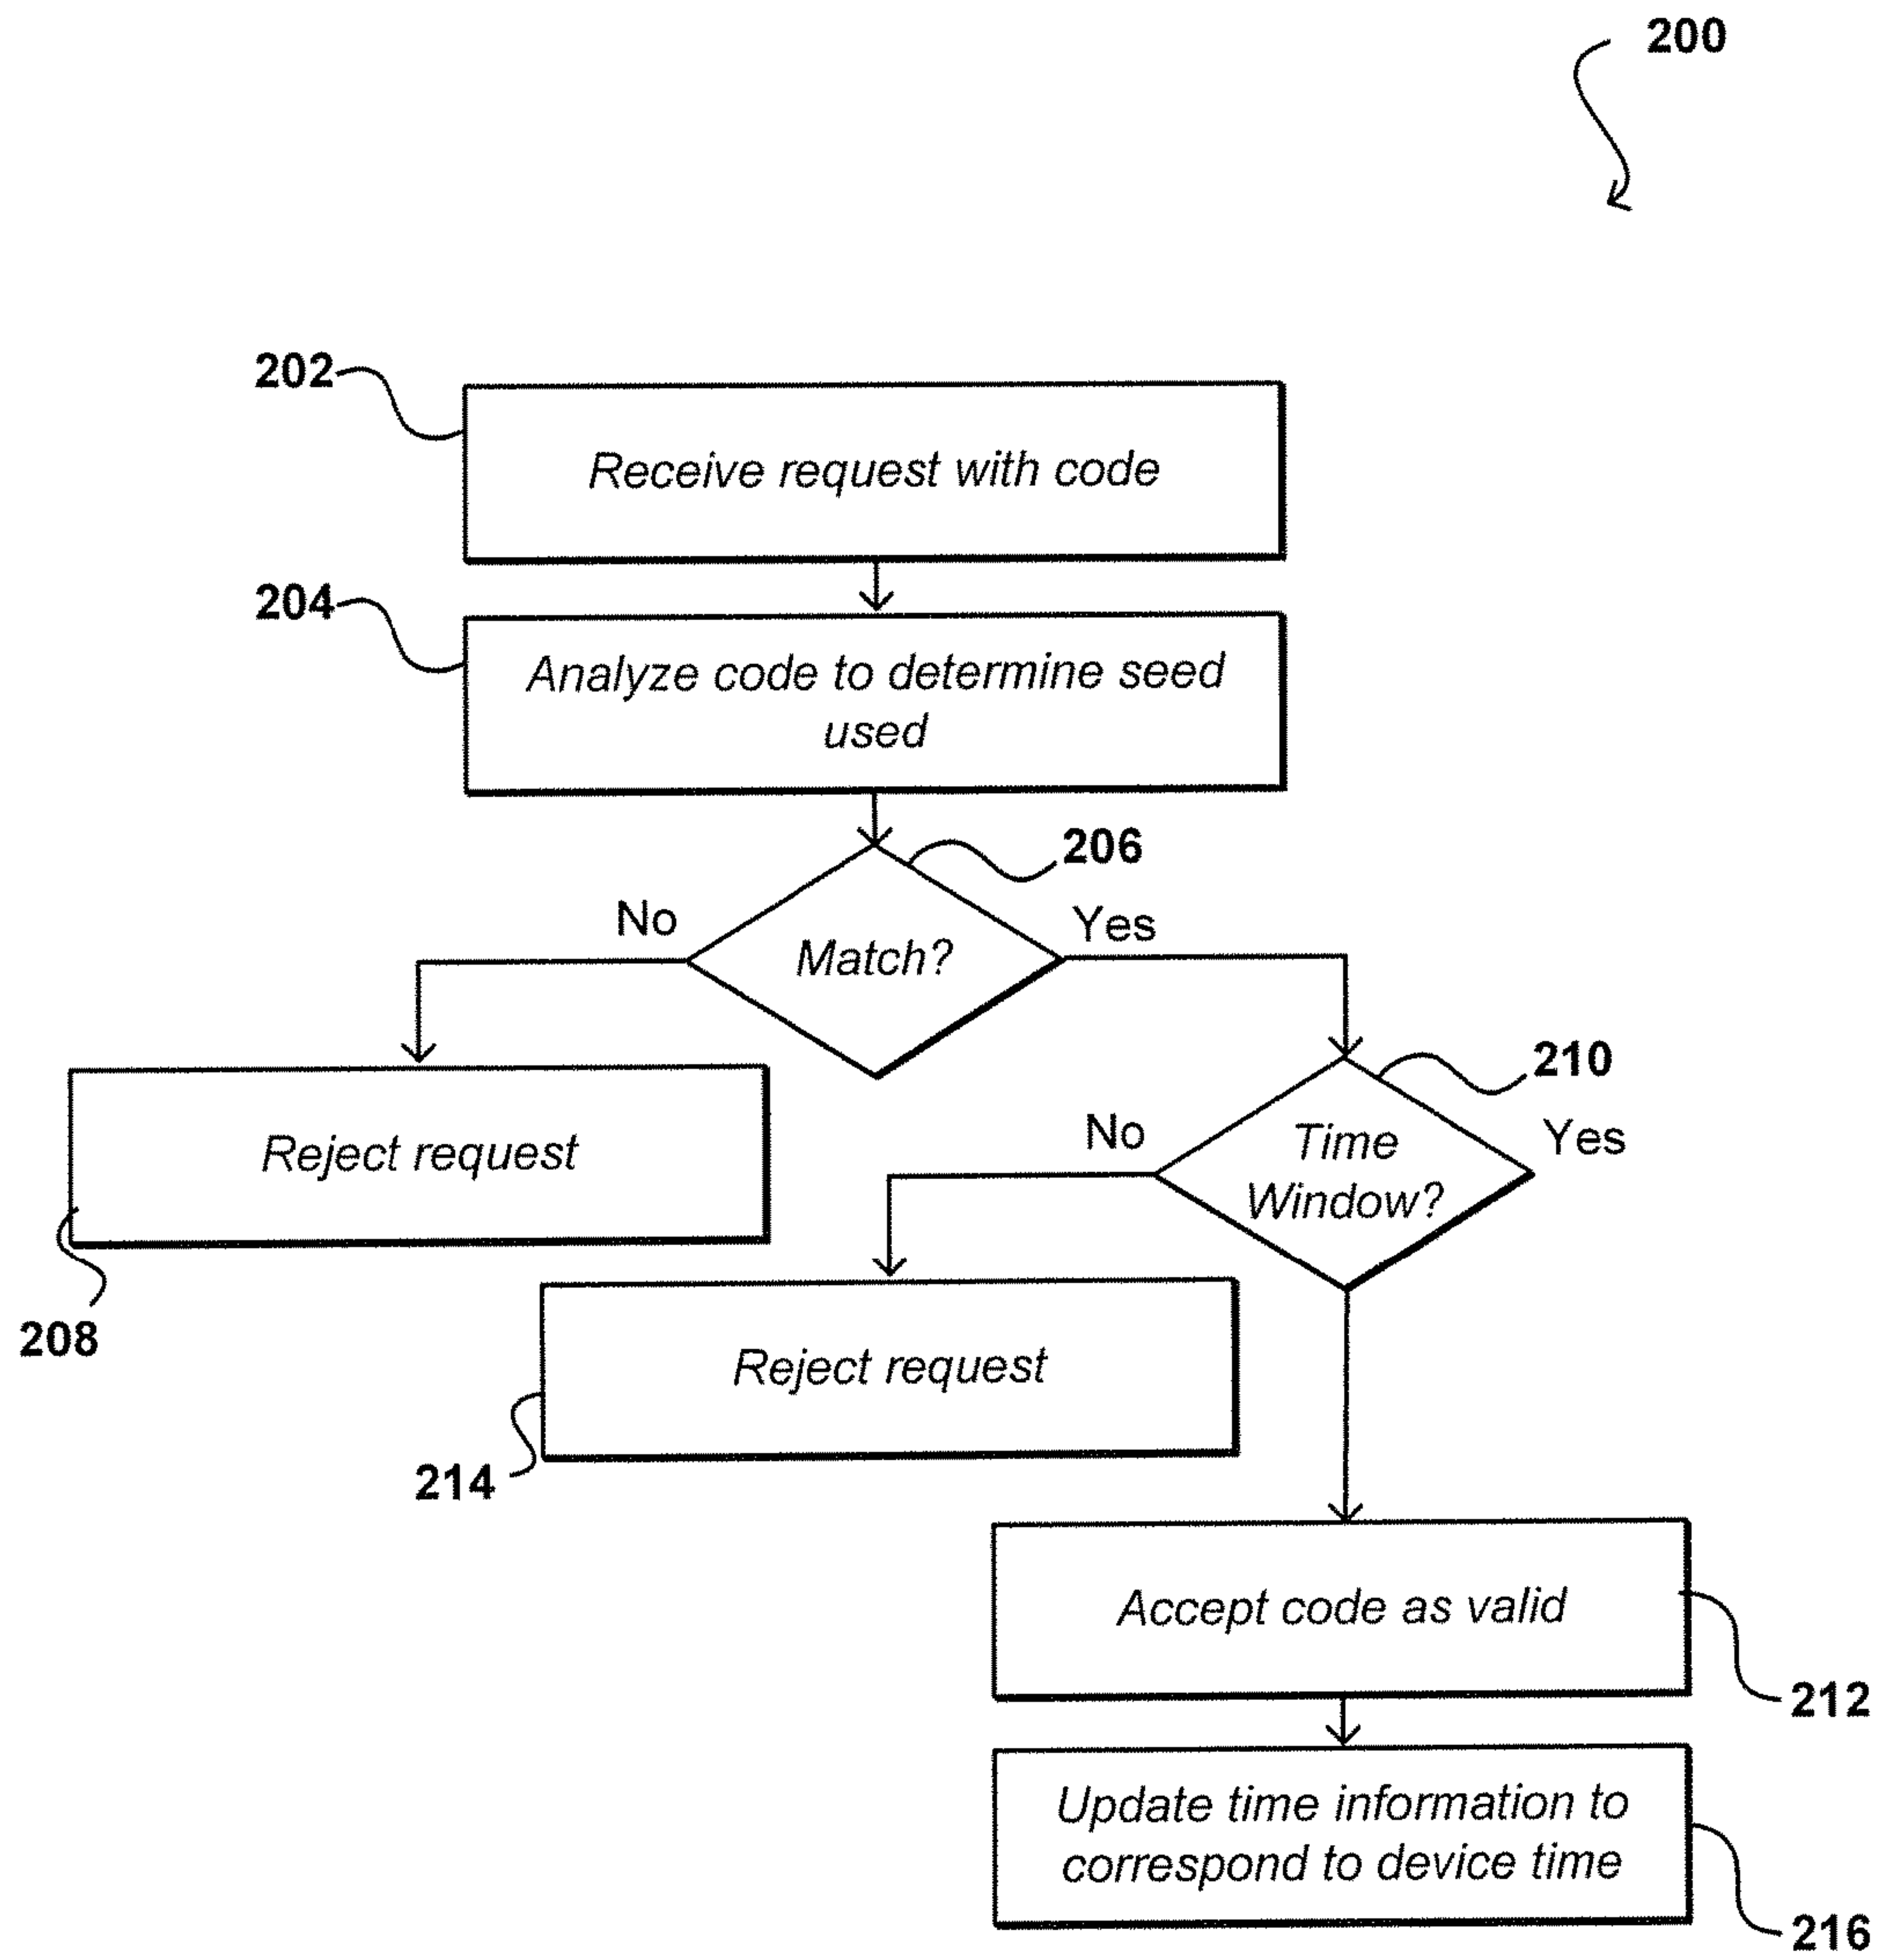 200
202
Receive request with code
204
Analyze code to determine seed
used
206
No
Yes
Match?
210
No
Yes
Time
Window?
Reject request
208
Reject request
214
Accept code as valid
212
Update time information to
correspond to device time
216